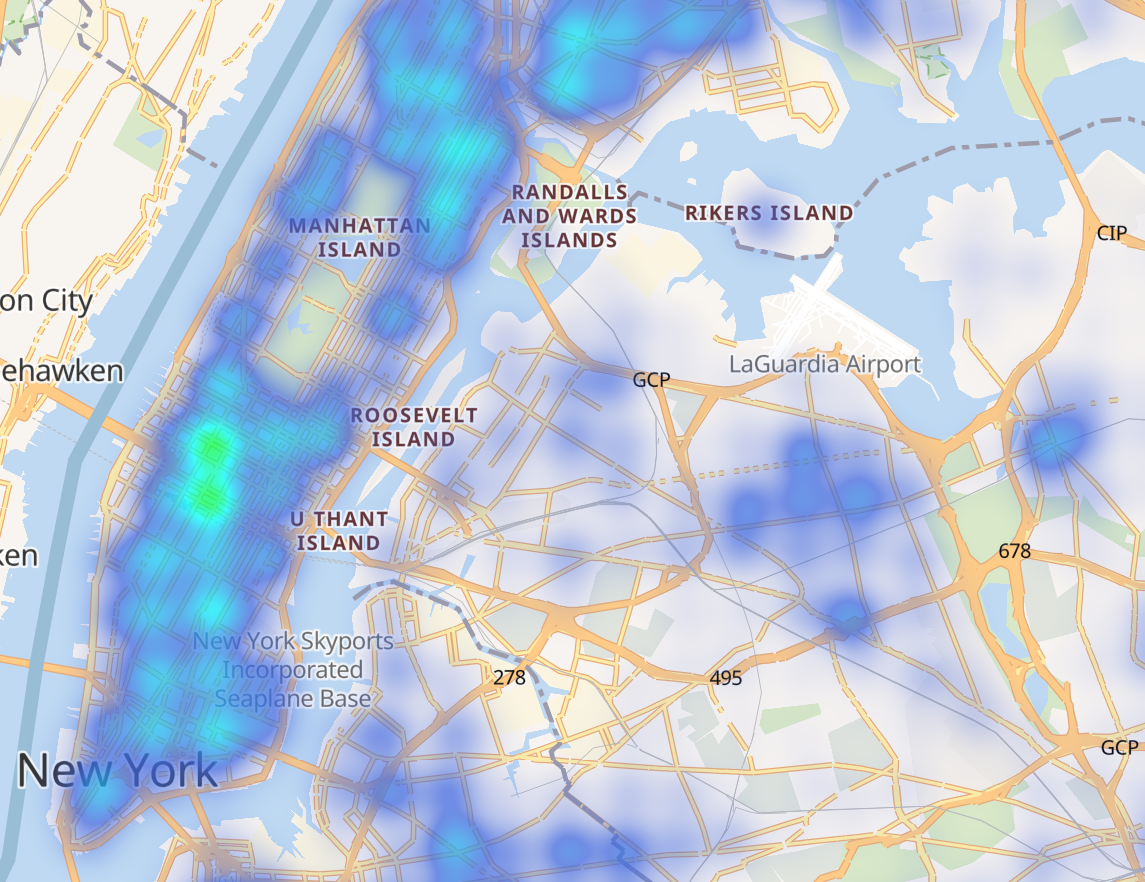 RANDALLS
AND WARDS
ISLANDS
RIKERS ISLAND
MANHATTAN
ISLAND
CIP
on City
LaGuardia Airport
ehawken
GCP
ROOSEVELT
ISLAND
U THANT
ISLAND
ken
678
New York Skyports
Incorporated
Seaplane Base
278
495
GCP
New York